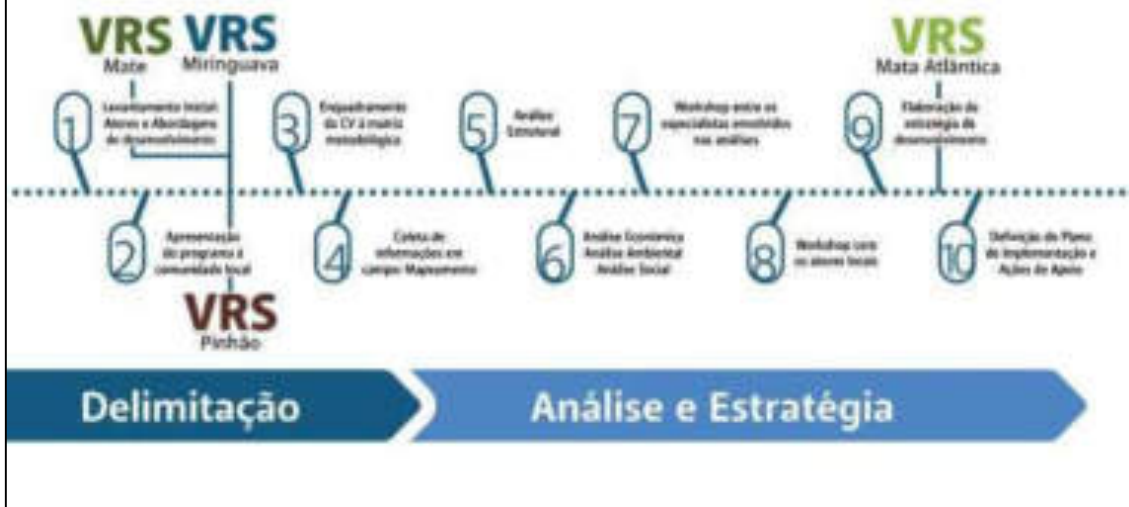 VRS
Mate
VRS
Miringuava
VRS
Mata Atlântica
1
Levantamento Inicial:
Atores e Abordagens
de desenvolvimento
3
Enquadramento
da CV à matriz
metodológica
5
Análise
Estrutural
7
Workshop entre os
especialistas envolvidos
nas análises
9
Elaboração da
estratégia de
desenvolvimento
2
Apresentação
do programa à
comunidade local
4
Coleta de
informações em
campo Mapeamento
6
Análise Econômica
Análise Ambiental
Análise Social
8
Workshop com
os atores locais
10
Definição do Plano
de Implementação e
Ações de Apoio
VRS
Pinhão
Delimitação
Análise e Estratégia